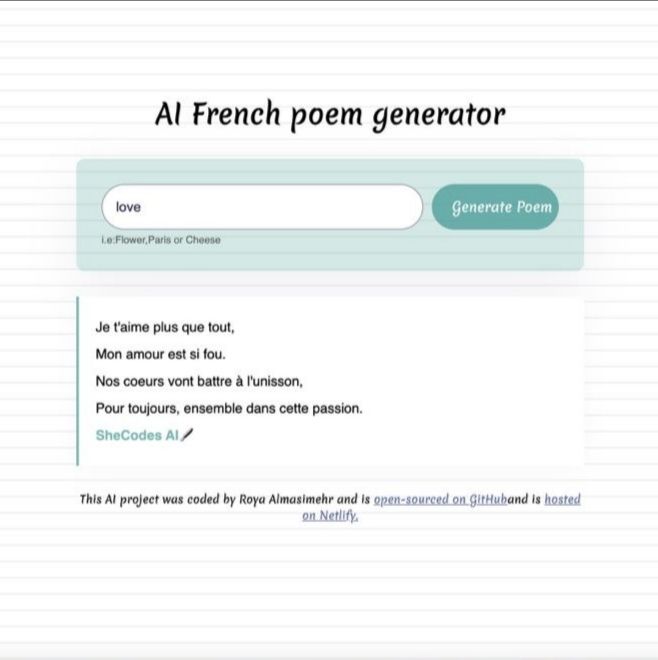 AI French poem generator
love
Generate Poem
i.e:Flower,Paris or Cheese
Je t'aime plus que tout,
Mon amour est si fou.
Nos coeurs vont battre à l'unisson,
Pour toujours, ensemble dans cette passion.
SheCodes AI🖋️
This AI project was coded by Roya Almasimehr and is open-sourced on GitHuband is hosted
on Netlify.